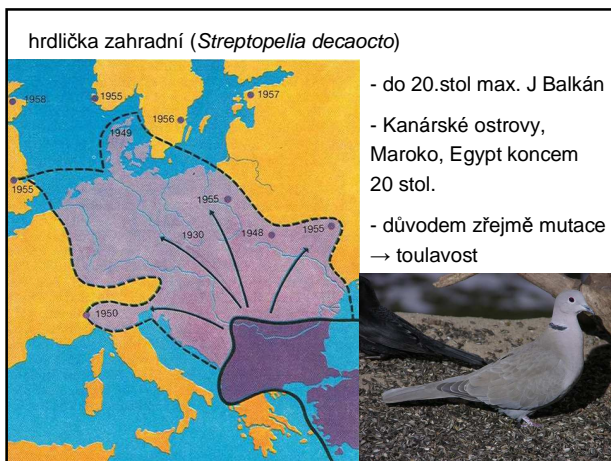 hrdlička zahradní (Streptopelia decaocto)
- do 20.stol max. J Balkán
- Kanárské ostrovy,
Maroko, Egypt koncem
20 stol.
- důvodem zřejmě mutace
→ toulavost
1958
1955
1957
1956
1949
1955
1955
1930
1948
1955
1950